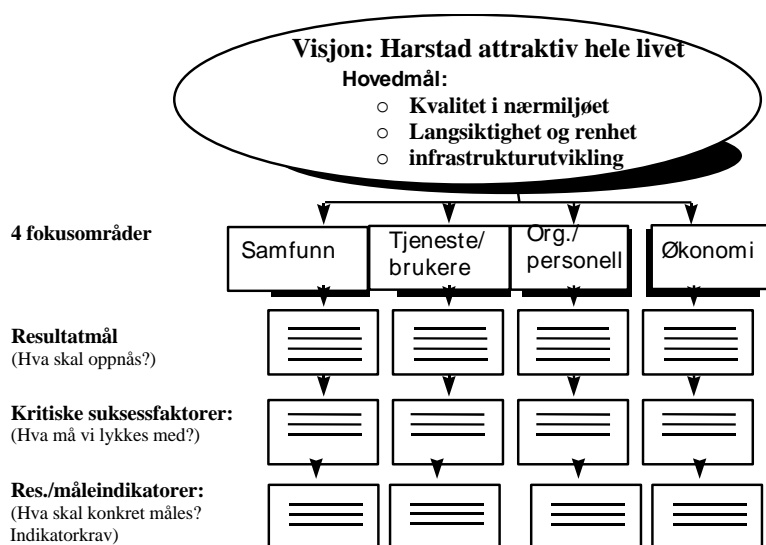 Visjon: Harstad attraktiv hele livet
Hovedmål:
○ Kvalitet i nærmiljøet
○ Langsiktighet og renhet
○ infrastrukturutvikling
4 fokusområder
Samfunn
Tjeneste/
brukere
Org./
personell
Økonomi
Resultatmål
(Hva skal oppnås?)
Kritiske suksessfaktorer:
(Hva må vi lykkes med?)
Res./måleindikatorer:
(Hva skal konkret måles?
Indikatorkrav)